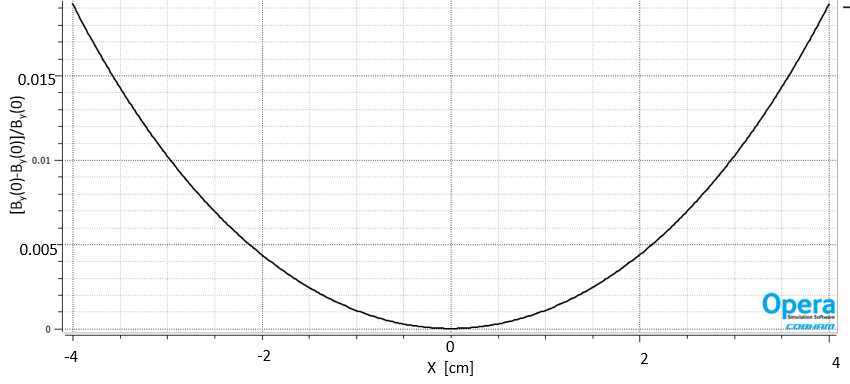 0.015
0.01
0.005
0
[By(0)-By(0)]/By(0)
-4
-2
0
2
4
X [cm]
Opera
Simulation Software
COBHAM